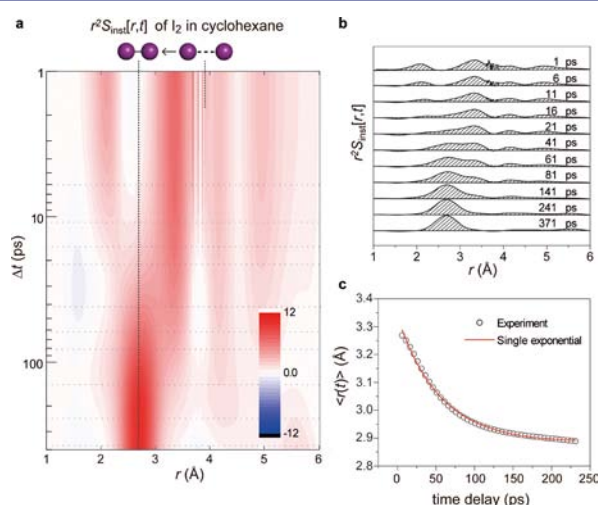 a
r²S_inst[r,t] of I₂ in cyclohexane
1
10
100
Δt (ps)
12
0.0
-12
1 2 3 4 5 6
r (Å)
b
r²S_inst[r,t]
1 ps
6 ps
11 ps
16 ps
21 ps
41 ps
61 ps
81 ps
141 ps
241 ps
371 ps
1 2 3 4 5 6
r (Å)
c
<r(t)> (Å)
3.4
3.3
3.2
3.1
3.0
2.9
2.8
Experiment
Single exponential
-50 0 50 100 150 200 250
time delay (ps)